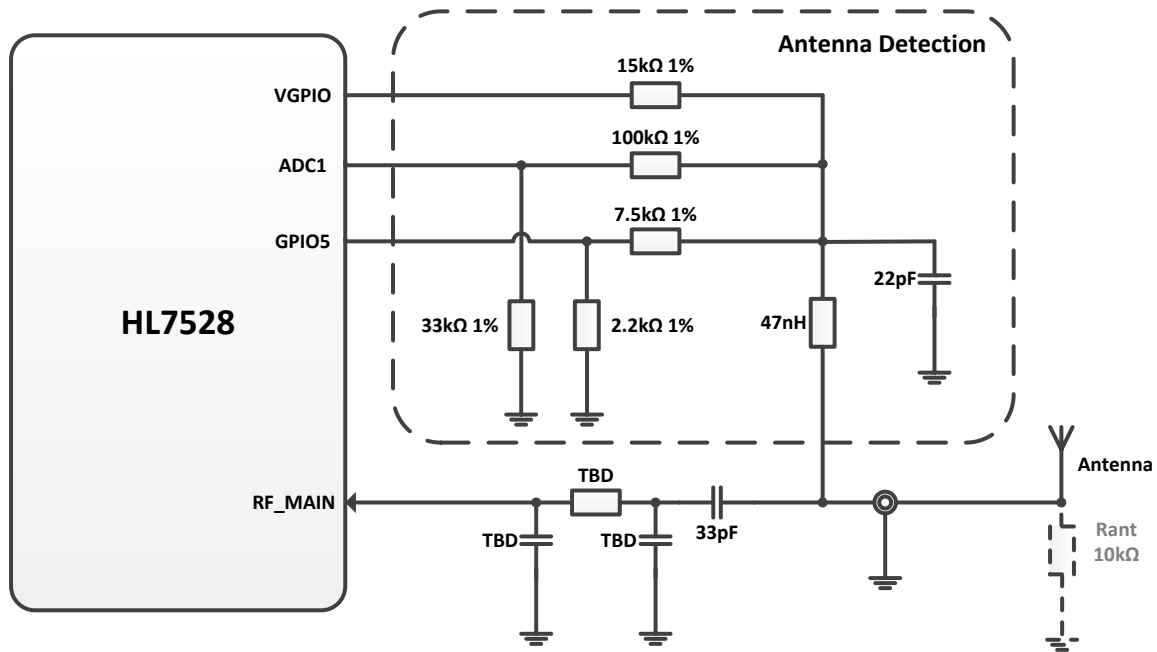 Antenna Detection
15kΩ 1%
VGPIO
100kΩ 1%
ADC1
7.5kΩ 1%
GPIO5
22pF
HL7528
33kΩ 1%
2.2kΩ 1%
47nH
Antenna
TBD
RF_MAIN
33pF
TBD
TBD
Rant
10kΩ